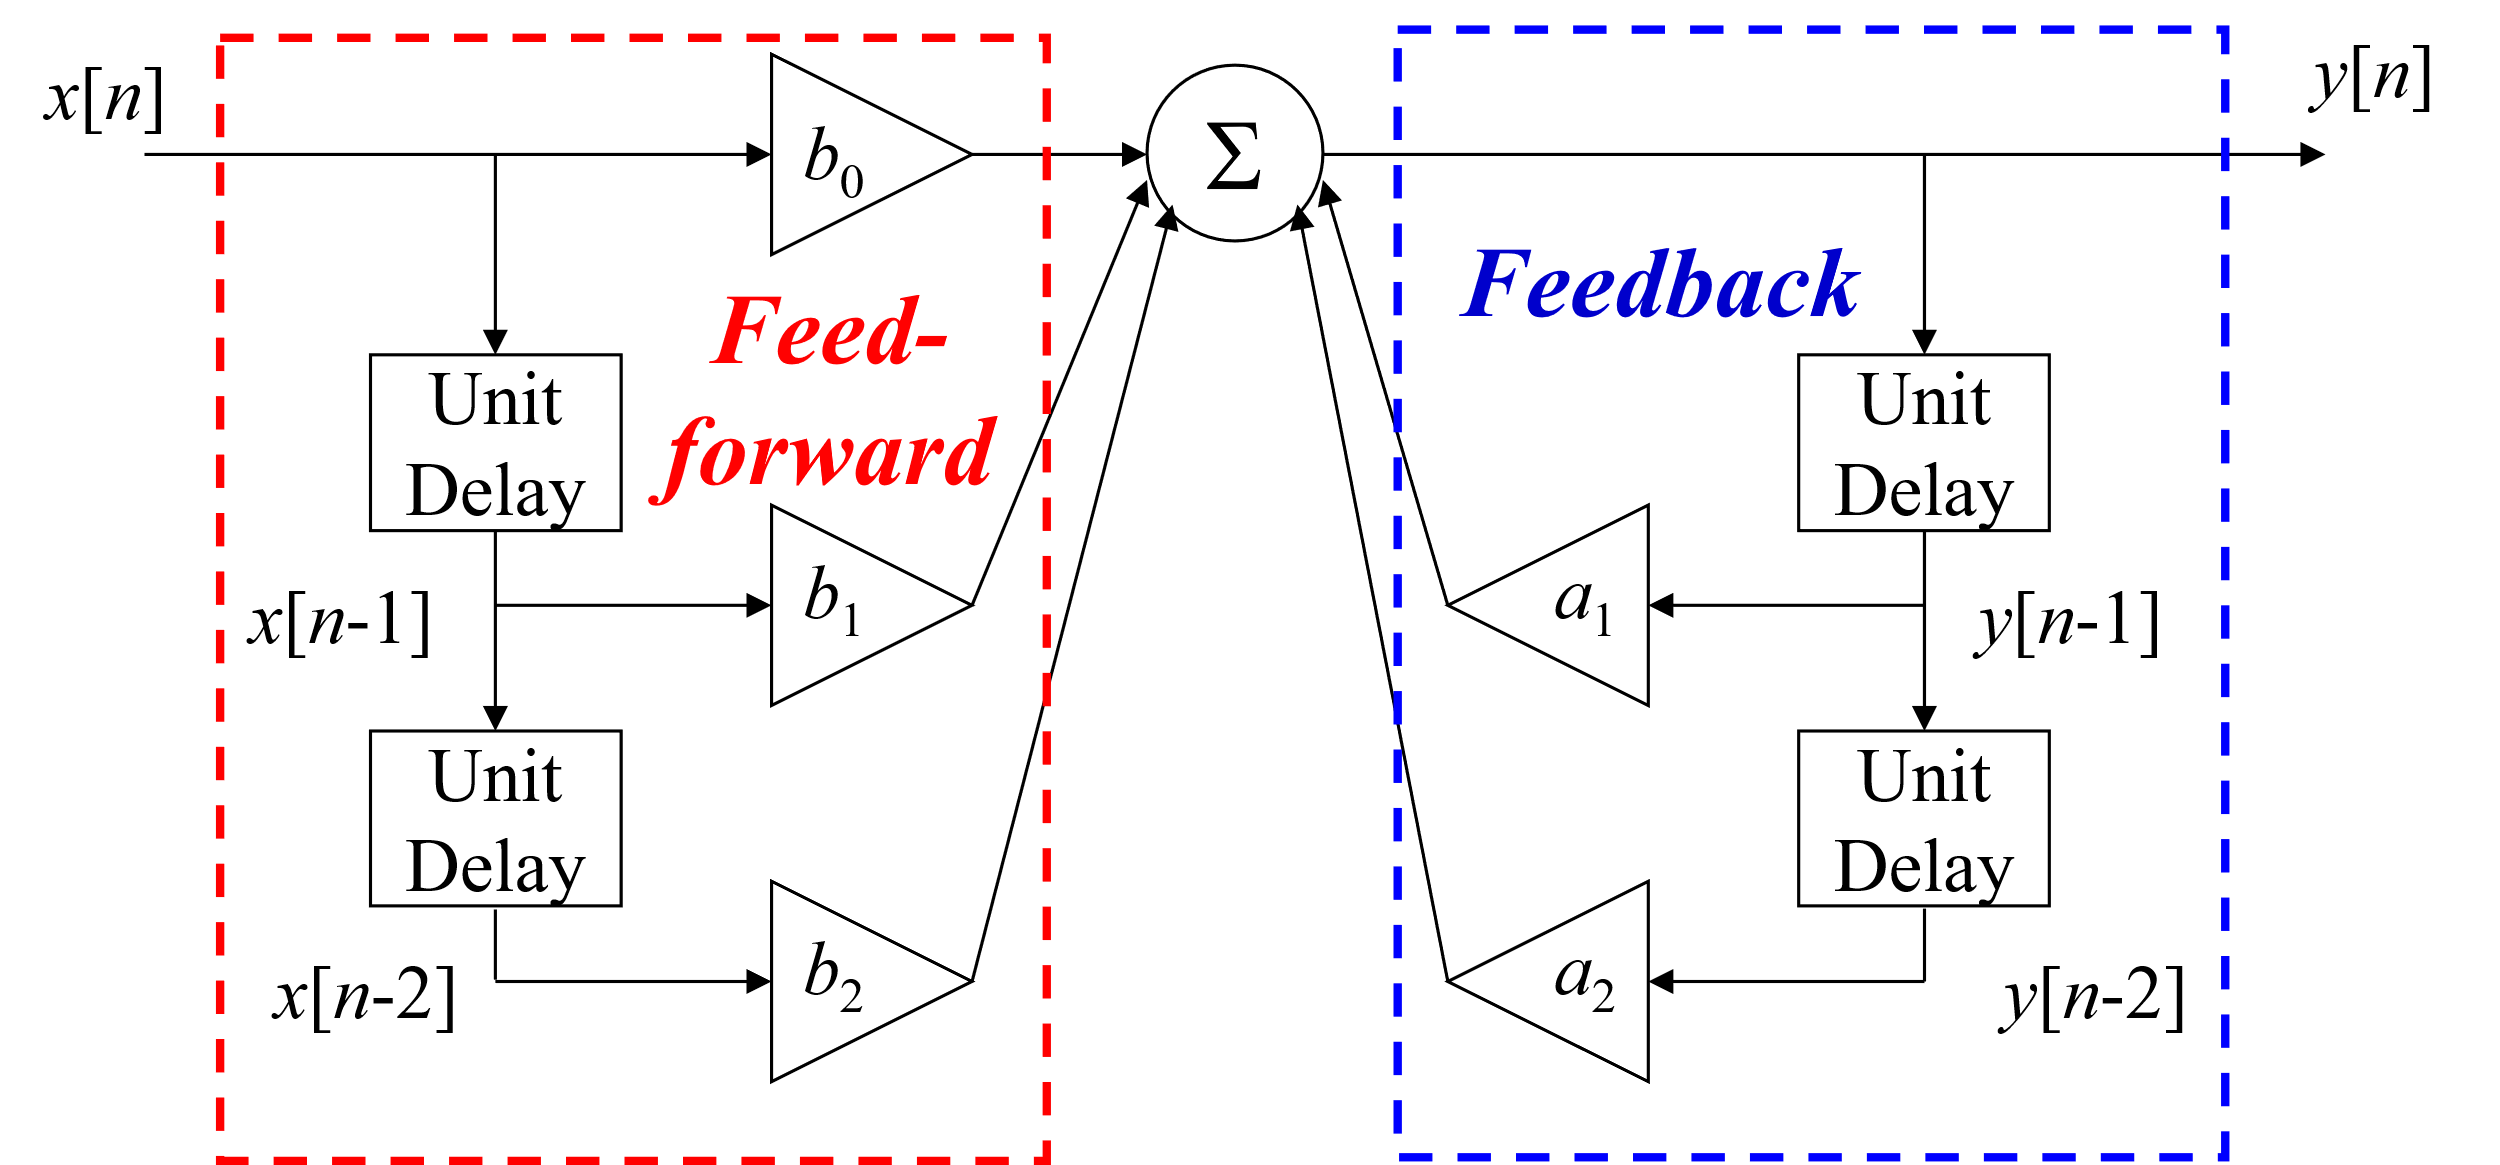 x[n]
b0
Σ
y[n]
Feed-
forward
Feedback
Unit
Delay
Unit
Delay
x[n-1]
b1
a1
y[n-1]
Unit
Delay
Unit
Delay
x[n-2]
b2
a2
y[n-2]